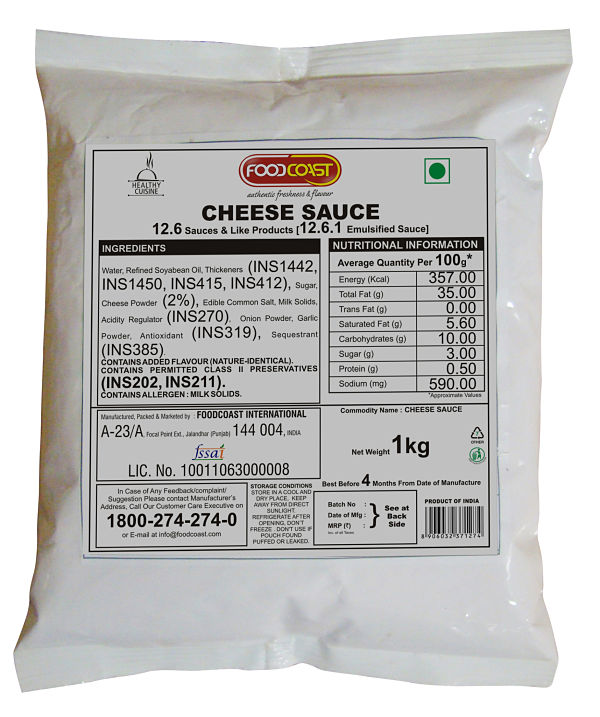 HEALTHY
CUISINE
FOODCOAST
authentic freshness & flavour
CHEESE SAUCE
12.6 Sauces & Like Products [12.6.1 Emulsified Sauce]
INGREDIENTS
Water, Refined Soyabean Oil, Thickeners (INS1442,
INS1450, INS415, INS412), Sugar,
Cheese Powder (2%), Edible Common Salt, Milk Solids,
Acidity Regulator (INS270), Onion Powder, Garlic
Powder, Antioxidant (INS319), Sequestrant
(INS385).
CONTAINS ADDED FLAVOUR (NATURE-IDENTICAL).
CONTAINS PERMITTED CLASS II PRESERVATIVES
(INS202, INS211).
CONTAINS ALLERGEN : MILK SOLIDS.
NUTRITIONAL INFORMATION
Average Quantity Per 100g*
Energy (Kcal) 357.00
Total Fat (g) 35.00
Trans Fat (g) 0.00
Saturated Fat (g) 5.60
Carbohydrates (g) 10.00
Sugar (g) 3.00
Protein (g) 0.50
Sodium (mg) 590.00
*Approximate Values
Manufactured, Packed & Marketed by : FOODCOAST INTERNATIONAL
A-23/A, Focal Point Ext., Jalandhar (Punjab) 144 004, INDIA
fssai
LIC. No. 10011063000008
Commodity Name : CHEESE SAUCE
Net Weight 1kg
OTHER
Best Before 4 Months From Date of Manufacture
In Case of Any Feedback/complaint/
Suggestion Please contact Manufacturer's
Address, Call Our Customer Care Executive on
1800-274-274-0
or E-mail at info@foodcoast.com
STORAGE CONDITIONS
STORE IN A COOL AND
DRY PLACE. KEEP
AWAY FROM DIRECT
SUNLIGHT.
REFRIGERATE AFTER
OPENING, DON'T
FREEZE . DON'T USE IF
POUCH FOUND
PUFFED OR LEAKED.
Batch No :
Date of Mfg :
MRP (₹) :
Inc. of all Taxes
See at
Back
Side
PRODUCT OF INDIA
8 906032 371274